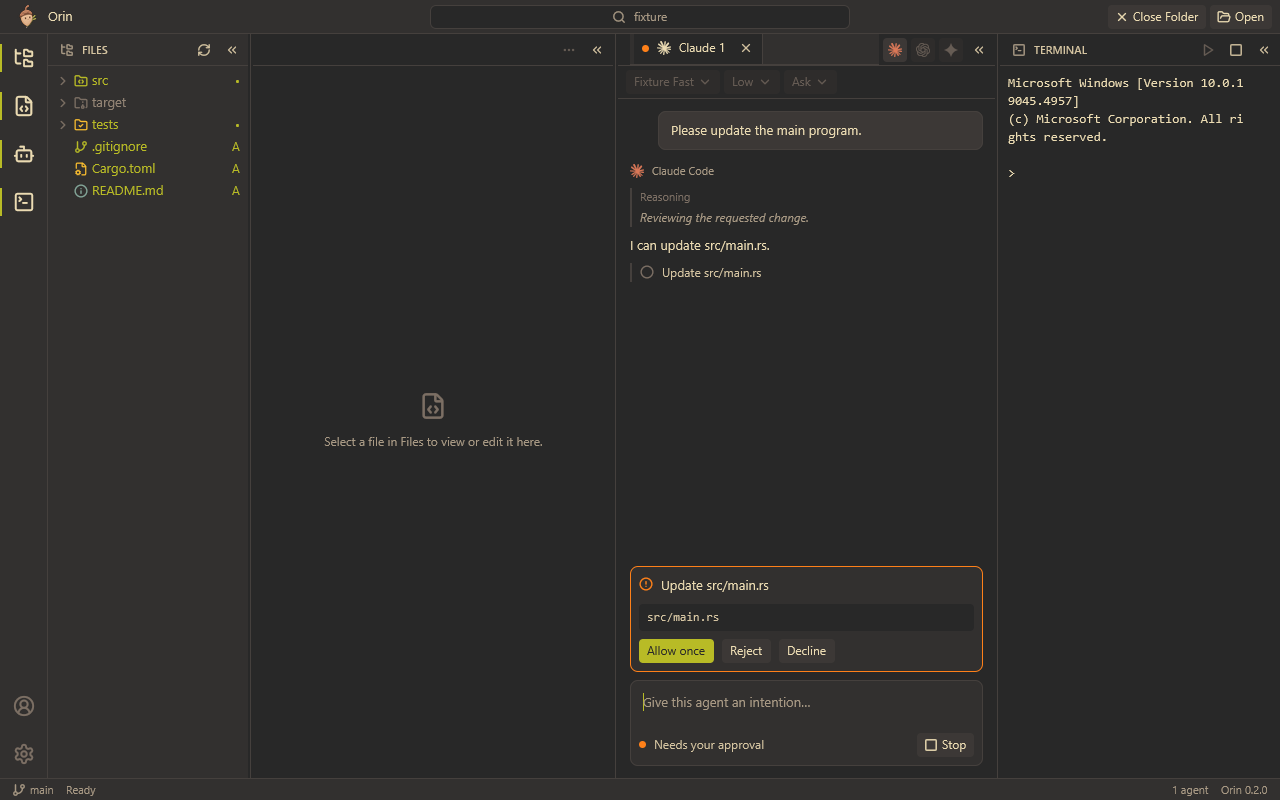 Orin
fixture
Close Folder
Open
FILES
src
target
tests
.gitignore A
Cargo.toml A
README.md A
Select a file in Files to view or edit it here.
Claude 1
Fixture Fast
Low
Ask
Please update the main program.
Claude Code
Reasoning
Reviewing the requested change.
I can update src/main.rs.
Update src/main.rs
Update src/main.rs
src/main.rs
Allow once
Reject
Decline
Give this agent an intention...
Needs your approval
Stop
TERMINAL
Microsoft Windows [Version 10.0.1
9045.4957]
(c) Microsoft Corporation. All ri
ghts reserved.
>
main
Ready
1 agent
Orin 0.2.0